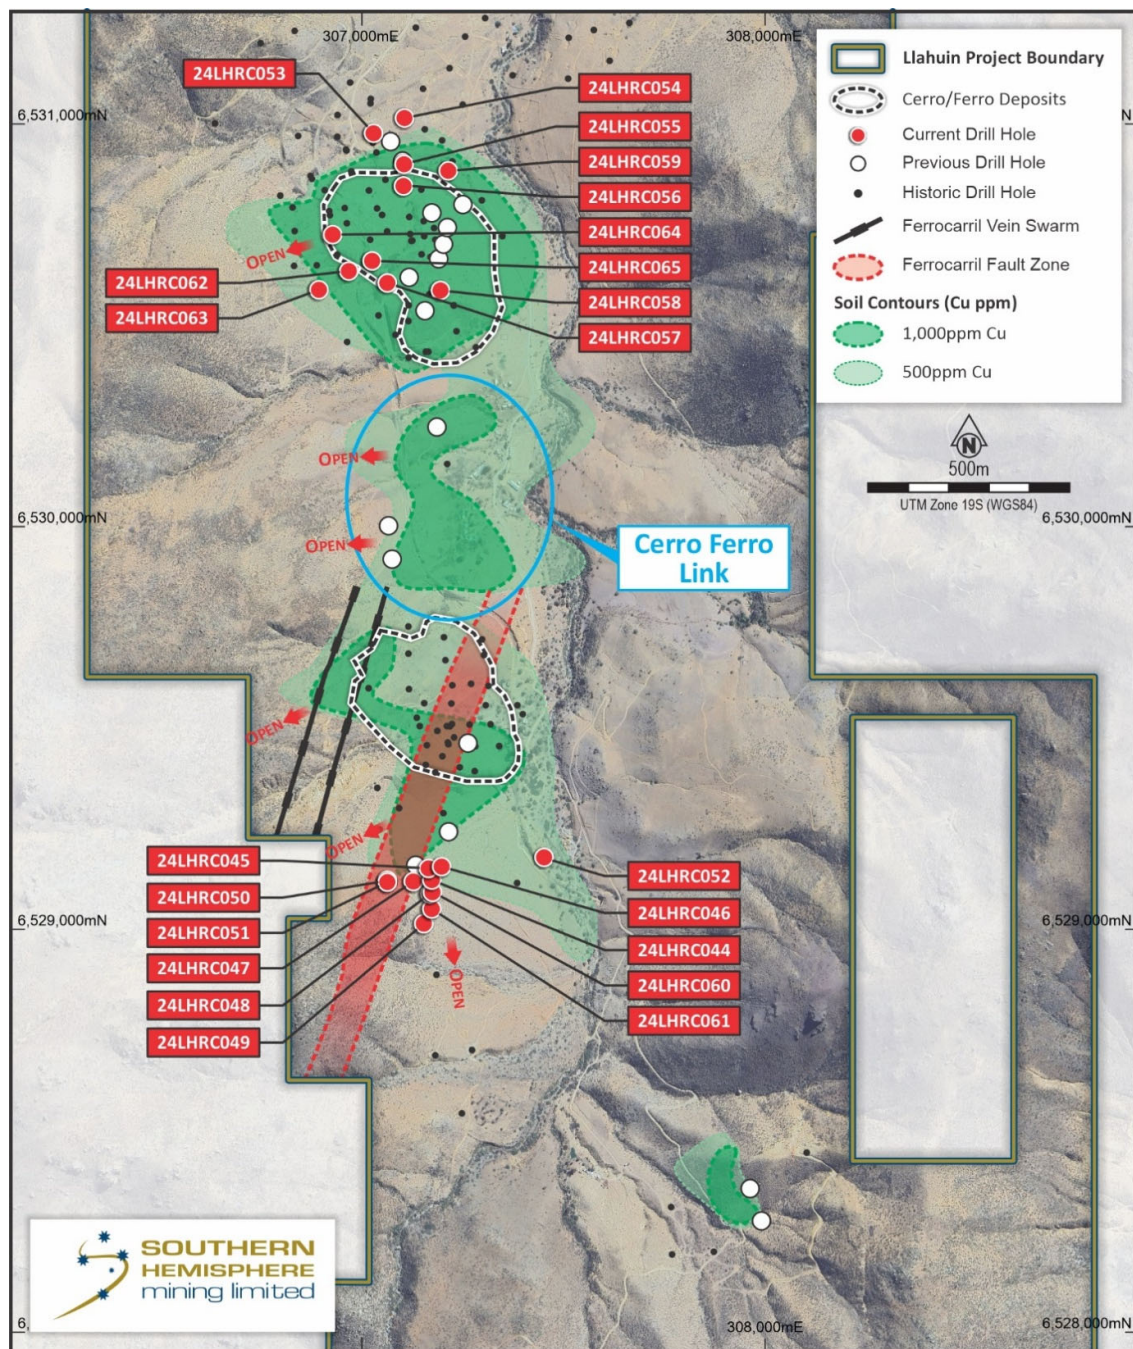 307,000mE
308,000mE
24LHRC053
24LHRC054
6,531,000mN
24LHRC055
24LHRC059
24LHRC056
24LHRC064
OPEN
24LHRC065
24LHRC062
24LHRC058
24LHRC063
24LHRC057
Llahuin Project Boundary
Cerro/Ferro Deposits
Current Drill Hole
Previous Drill Hole
Historic Drill Hole
Ferrocarril Vein Swarm
Ferrocarril Fault Zone
Soil Contours (Cu ppm)
1,000ppm Cu
500ppm Cu
N
N
500m
UTM Zone 19S (WGS84)
OPEN
6,530,000mN
6,530,000mN
OPEN
Cerro Ferro
Link
OPEN
OPEN
24LHRC045
24LHRC050
24LHRC051
24LHRC047
24LHRC048
24LHRC049
24LHRC052
24LHRC046
24LHRC044
24LHRC060
24LHRC061
6,529,000mN
6,529,000mN
OPEN
SOUTHERN
HEMISPHERE
mining limited
6,
308,000mE
6,528,000mN